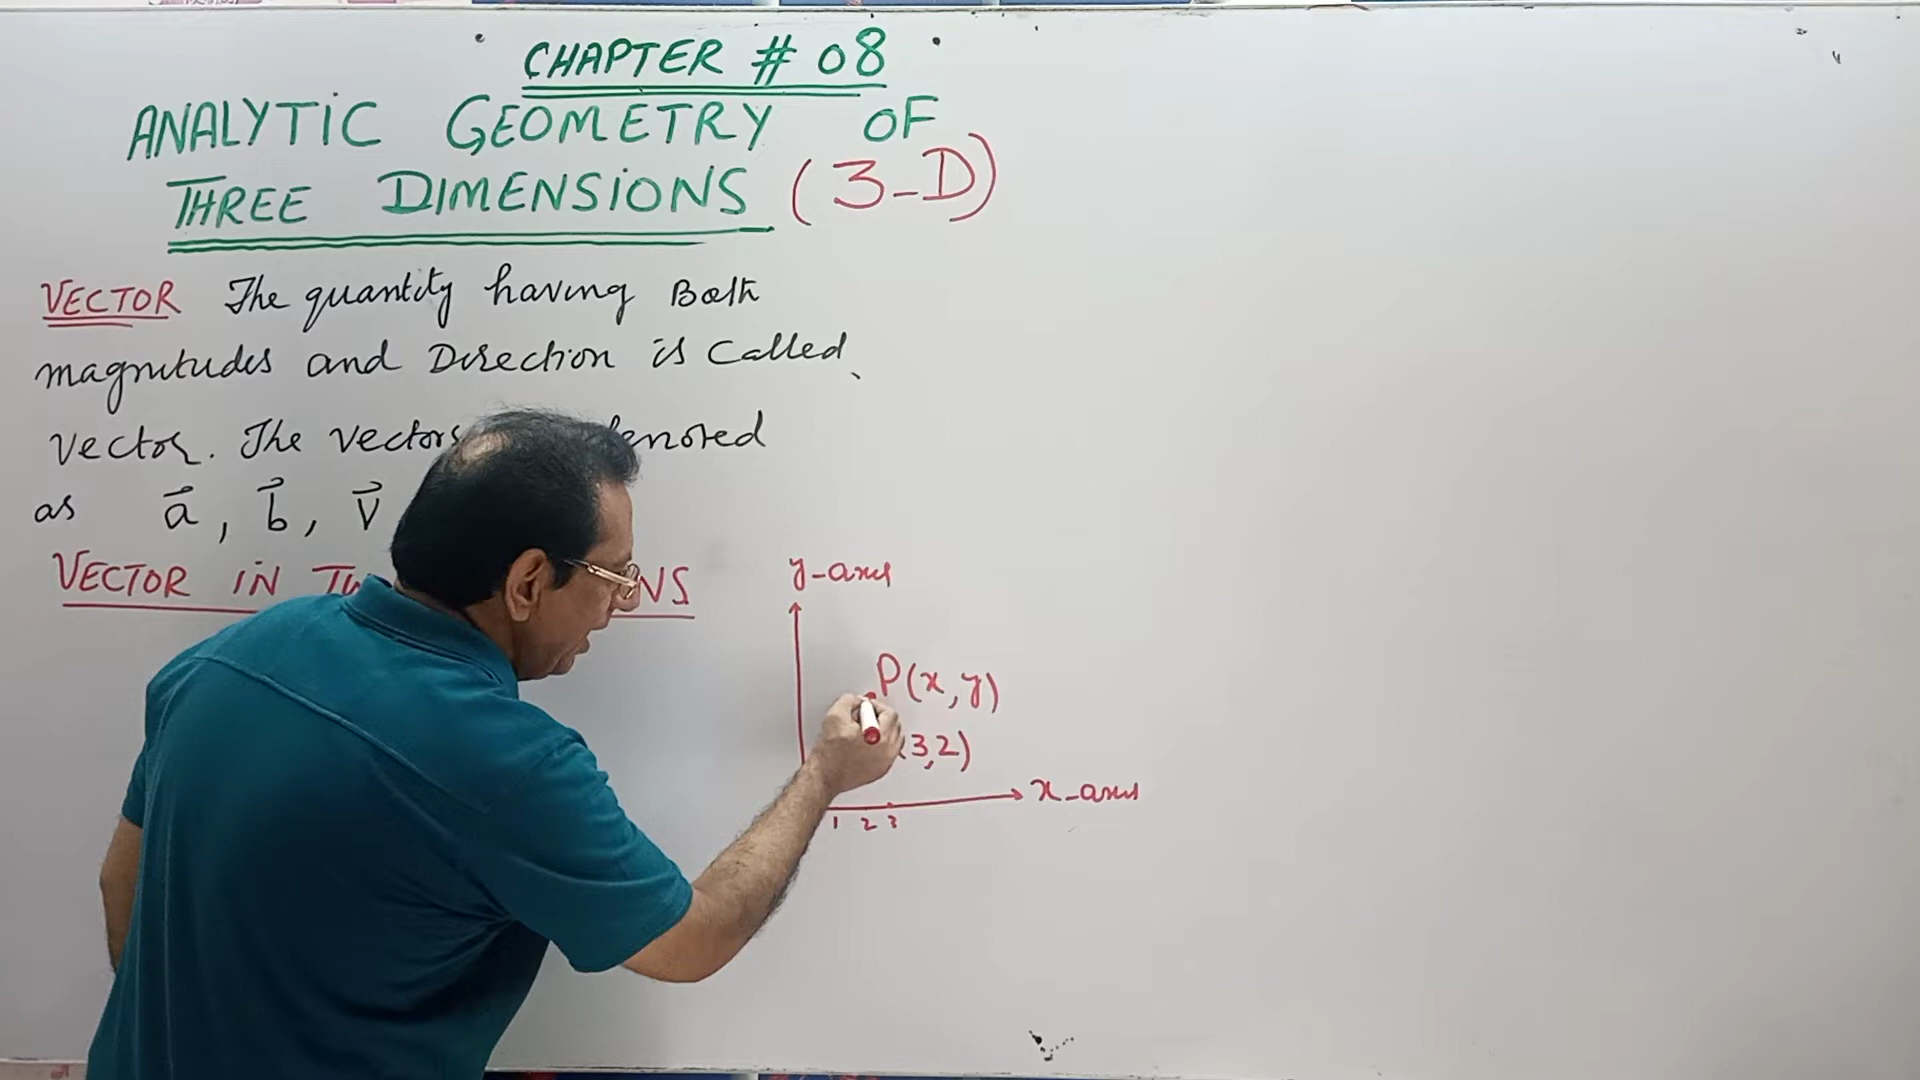 CHAPTER # 08
ANALYTIC GEOMETRY OF
THREE DIMENSIONS (3-D)
VECTOR The quantity having Both
magnitudes and Direction is Called
vector. The vectors denoted
as a⃗, b⃗, v⃗
VECTOR IN
y-axis
P(x, y)
(3,2)
x-axis
1 2 3